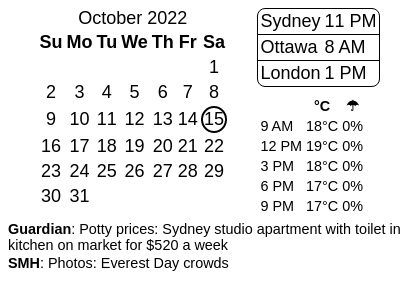 October 2022
Su Mo Tu We Th Fr Sa
1
2 3 4 5 6 7 8
9 10 11 12 13 14 15
16 17 18 19 20 21 22
23 24 25 26 27 28 29
30 31
Sydney 11 PM
Ottawa 8 AM
London 1 PM
°C ☂
9 AM 18°C 0%
12 PM 19°C 0%
3 PM 18°C 0%
6 PM 17°C 0%
9 PM 17°C 0%
Guardian: Potty prices: Sydney studio apartment with toilet in
kitchen on market for $520 a week
SMH: Photos: Everest Day crowds